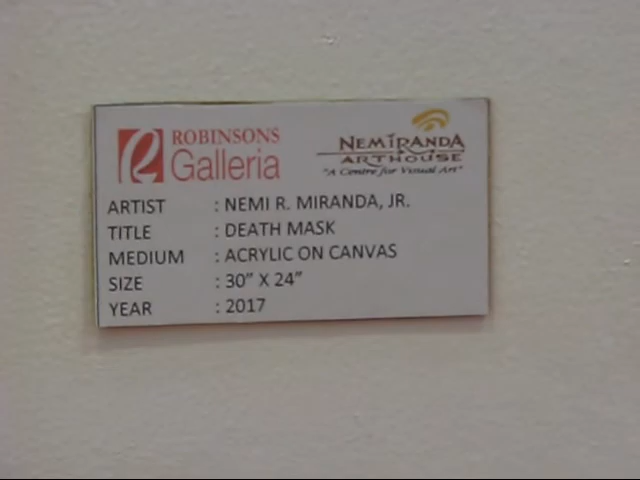 ROBINSONS
Galleria
NEMIRANDA
ARTHOUSE
"A Centre for Visual Art"
ARTIST : NEMI R. MIRANDA, JR.
TITLE : DEATH MASK
MEDIUM : ACRYLIC ON CANVAS
SIZE : 30” X 24”
YEAR : 2017